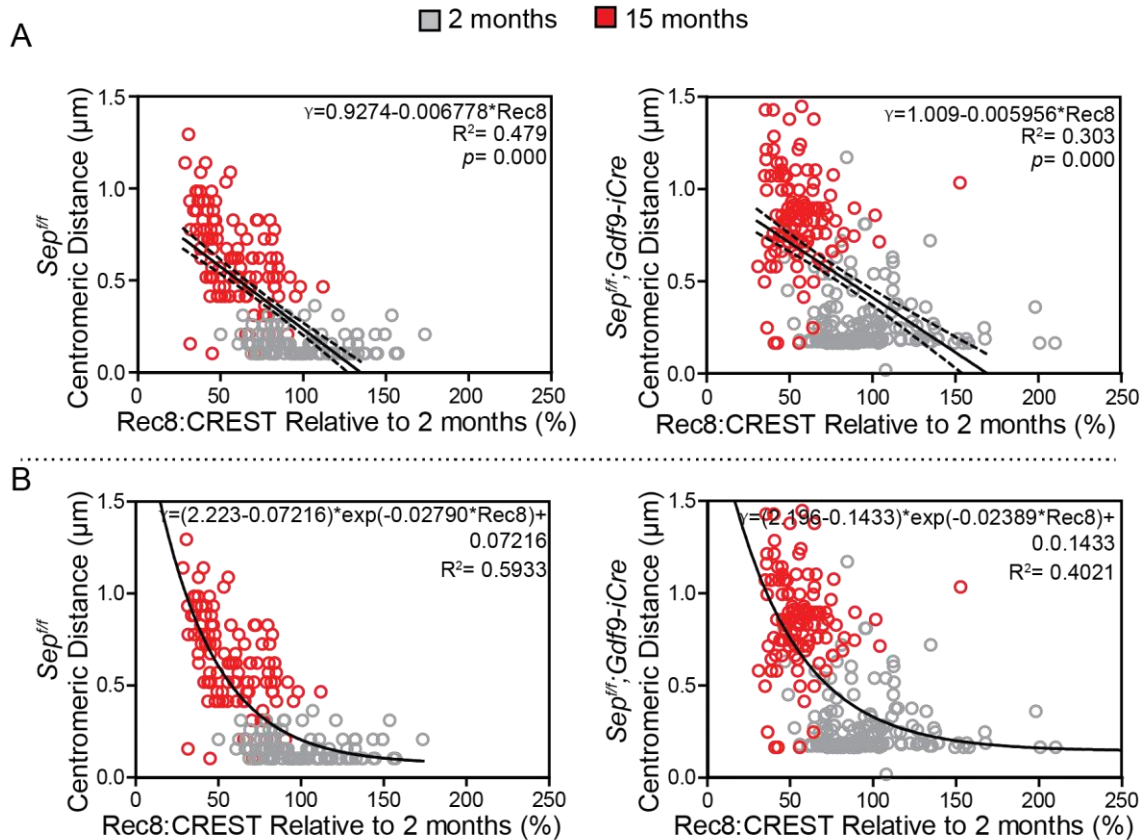 2 months 15 months
A
Sep^f/f
Centromeric Distance (µm)
1.5
1.0
0.5
0.0
γ=0.9274-0.006778*Rec8
R²= 0.479
p= 0.000
0 50 100 150 200 250
Rec8:CREST Relative to 2 months (%)
Sep^f/f; Gdf9-iCre
Centromeric Distance (µm)
1.5
1.0
0.5
0.0
γ=1.009-0.005956*Rec8
R²= 0.303
p= 0.000
0 50 100 150 200 250
Rec8:CREST Relative to 2 months (%)
B
Sep^f/f
Centromeric Distance (µm)
1.5
1.0
0.5
0.0
γ=(2.223-0.07216)*exp(-0.02790*Rec8)+
0.07216
R²= 0.5933
0 50 100 150 200 250
Rec8:CREST Relative to 2 months (%)
Sep^f/f; Gdf9-iCre
Centromeric Distance (µm)
1.5
1.0
0.5
0.0
γ=(2.196-0.1433)*exp(-0.02389*Rec8)+
0.0.1433
R²= 0.4021
0 50 100 150 200 250
Rec8:CREST Relative to 2 months (%)